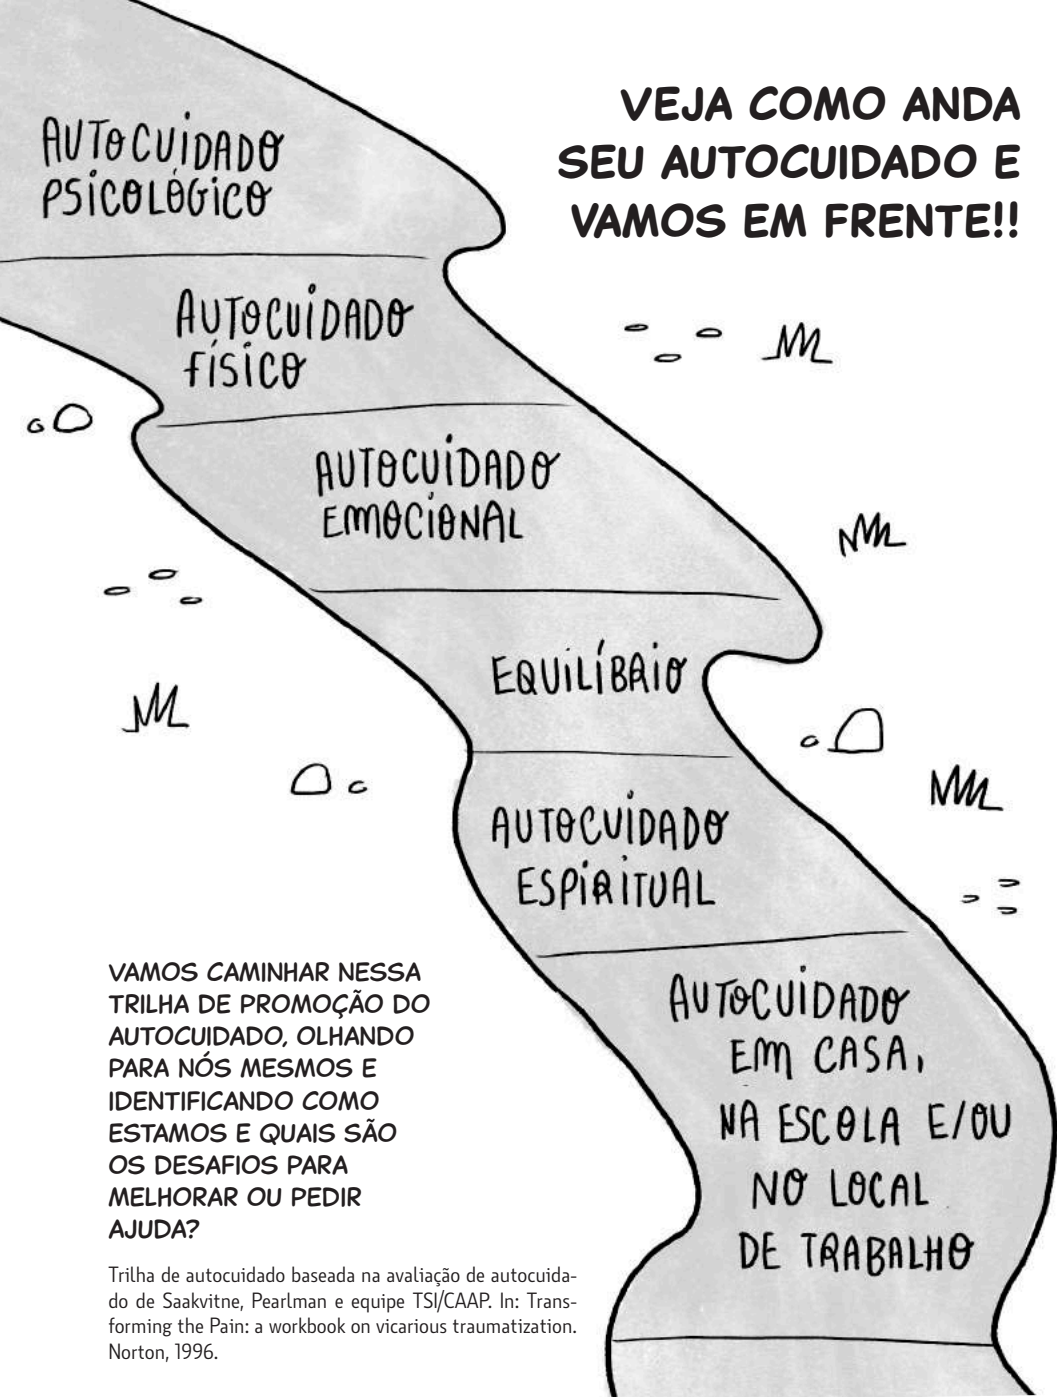 VEJA COMO ANDA
SEU AUTOCUIDADO E
VAMOS EM FRENTE!!
AUTOCUIDADO
PSICOLÓGICO
AUTOCUIDADO
FÍSICO
AUTOCUIDADO
EMOCIONAL
EQUILÍBRIO
AUTOCUIDADO
ESPIRITUAL
AUTOCUIDADO
EM CASA,
NA ESCOLA E/OU
NO LOCAL
DE TRABALHO
VAMOS CAMINHAR NESSA
TRILHA DE PROMOÇÃO DO
AUTOCUIDADO, OLHANDO
PARA NÓS MESMOS E
IDENTIFICANDO COMO
ESTAMOS E QUAIS SÃO
OS DESAFIOS PARA
MELHORAR OU PEDIR
AJUDA?
Trilha de autocuidado baseada na avaliação de autocuida-
do de Saakvitne, Pearlman e equipe TSI/CAAP. In: Trans-
forming the Pain: a workbook on vicarious traumatization.
Norton, 1996.